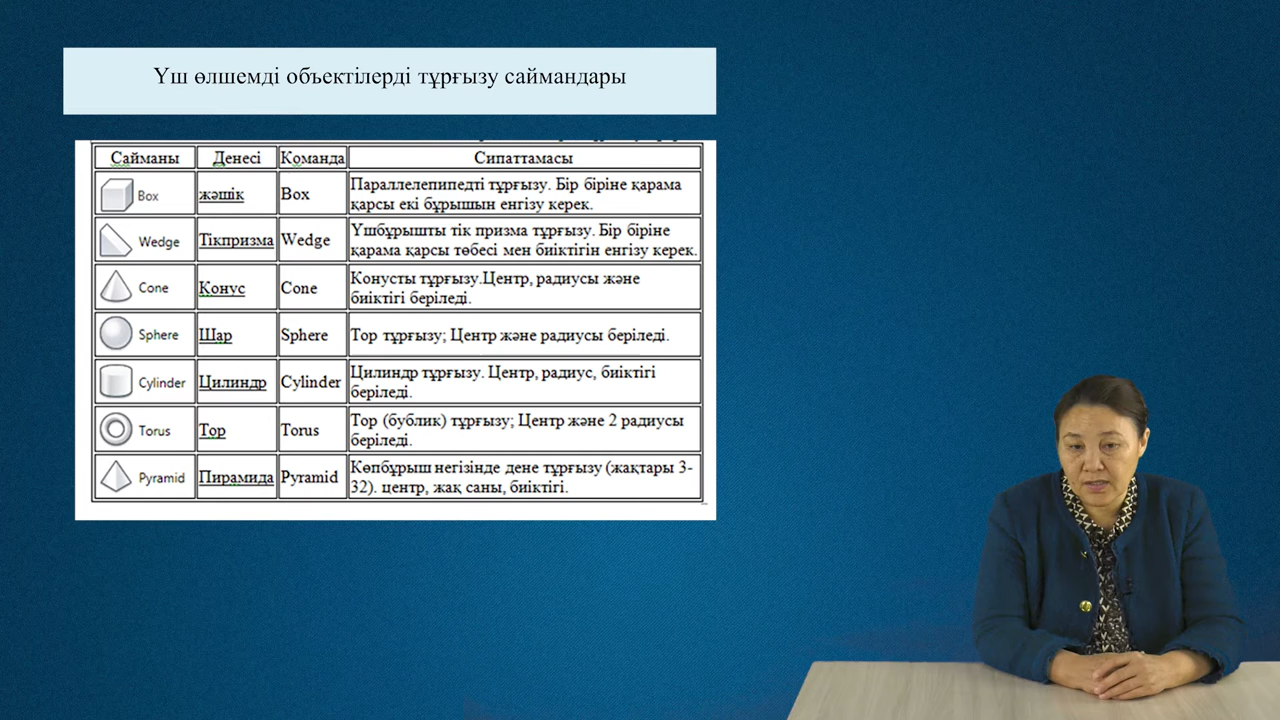 Үш өлшемді объектілерді тұрғызу саймандары
Сайманы Денесі Команда Сипаттамасы
Box жәшік Box Параллелепипедті тұрғызу. Бір біріне қарама
қарсы екі бұрышын енгізу керек.
Wedge Тікпризма Wedge Үшбұрышты тік призма тұрғызу. Бір біріне
қарама қарсы төбесі мен биіктігін енгізу керек.
Cone Қонус Cone Конусты тұрғызу.Центр, радиусы және
биіктігі беріледі.
Sphere Шар Sphere Тор тұрғызу; Центр және радиусы беріледі.
Cylinder Цилиндр Cylinder Цилиндр тұрғызу. Центр, радиус, биіктігі
беріледі.
Torus Тор Torus Тор (бублик) тұрғызу; Центр және 2 радиусы
беріледі.
Pyramid Пирамида Pyramid Көпбұрыш негізінде дене тұрғызу (жақтары 3-
32). центр, жақ саны, биіктігі.